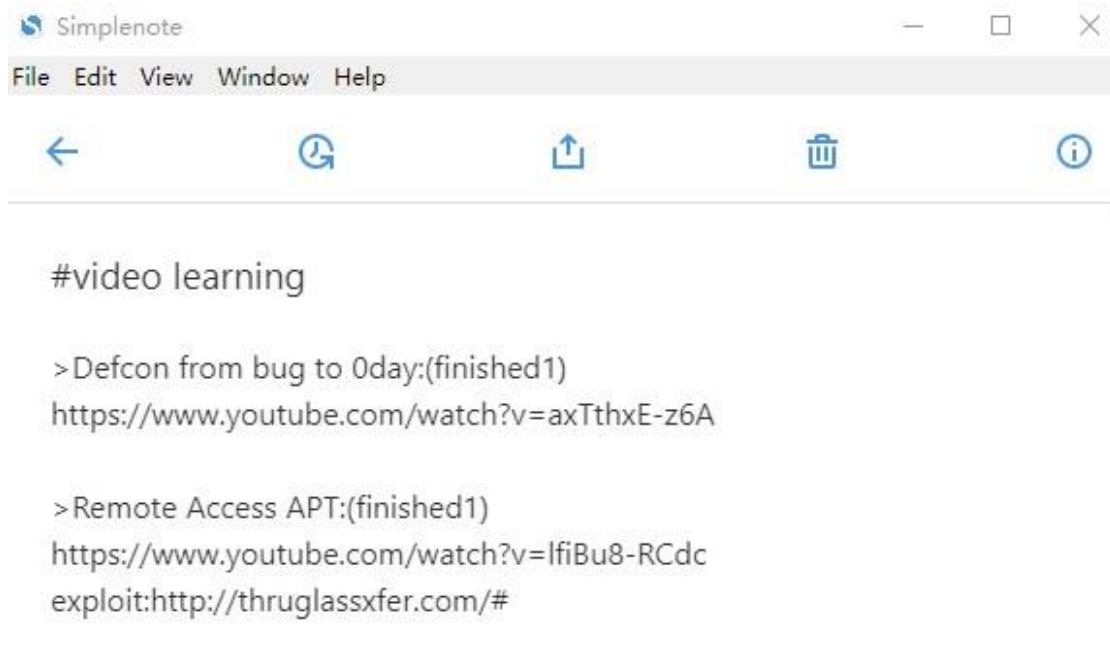 Simplenote
File Edit View Window Help
#video learning
>Defcon from bug to 0day:(finished1)
https://www.youtube.com/watch?v=axTthxE-z6A
>Remote Access APT:(finished1)
https://www.youtube.com/watch?v=lfiBu8-RCdc
exploit:http://thruglassxfer.com/#